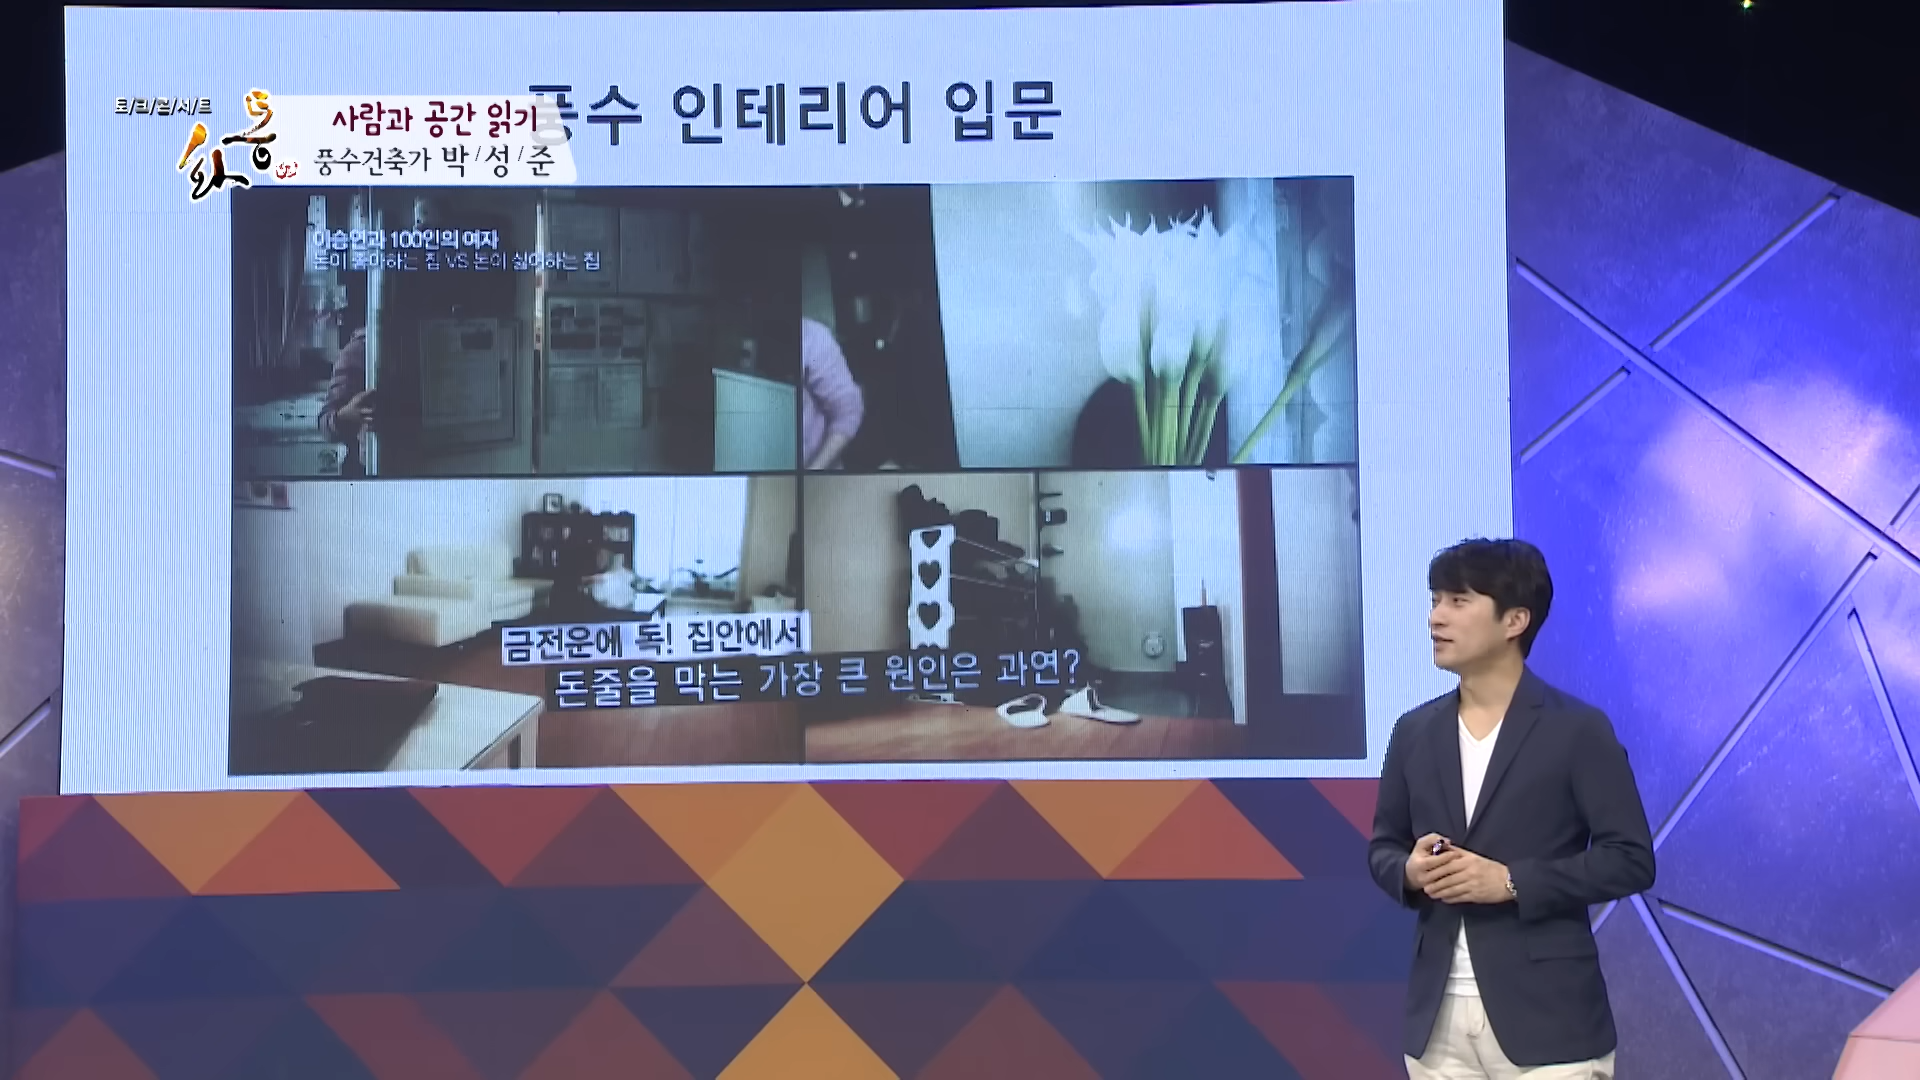 토/크/콘/서/트
화통
사람과 공간 읽기
풍수건축가 박/성/준
풍수 인테리어 입문
이승연과 100인의 여자
돈이 좋아하는 집 VS 돈이 싫어하는 집
금전운에 독! 집안에서
돈줄을 막는 가장 큰 원인은 과연?